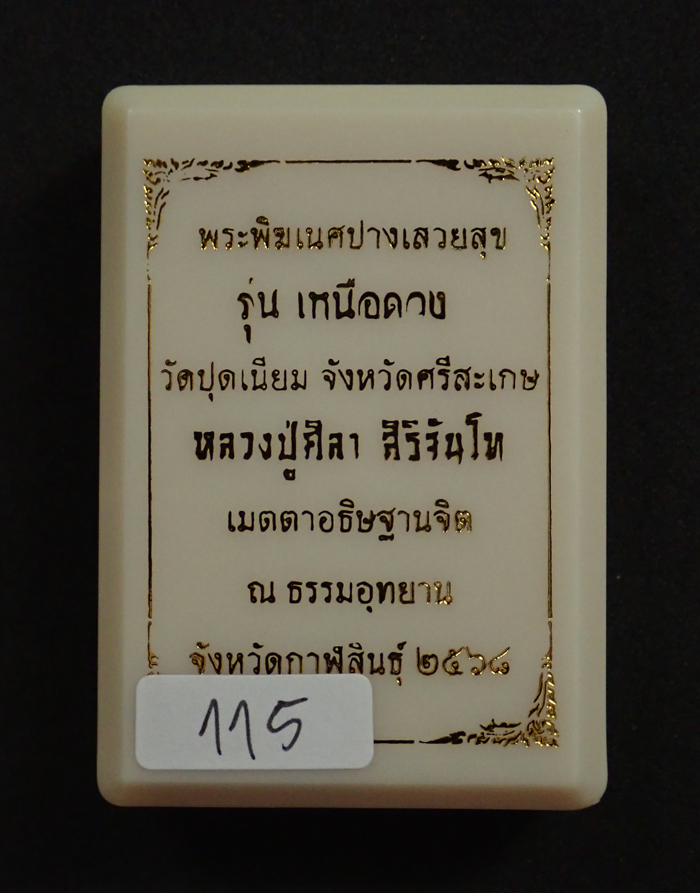 พระพิฆเนศปางเสวยสุข
รุ่น เหนือดวง
วัดปุดเนียม จังหวัดศรีสะเกษ
หลวงปู่ศิลา สิริจันโท
เมตตาอธิษฐานจิต
ณ ธรรมอุทยาน
จังหวัดกาฬสินธุ์ ๒๕๖๘
115